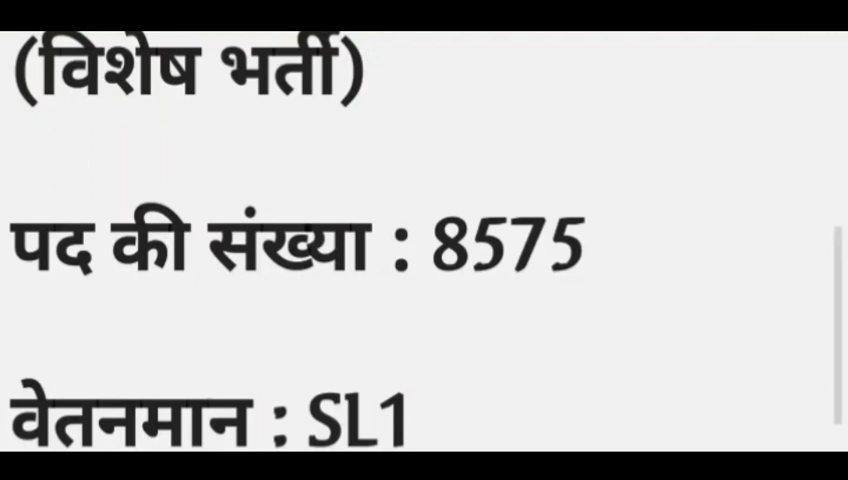 (विशेष भर्ती)
पद की संख्या : 8575
वेतनमान : SL1